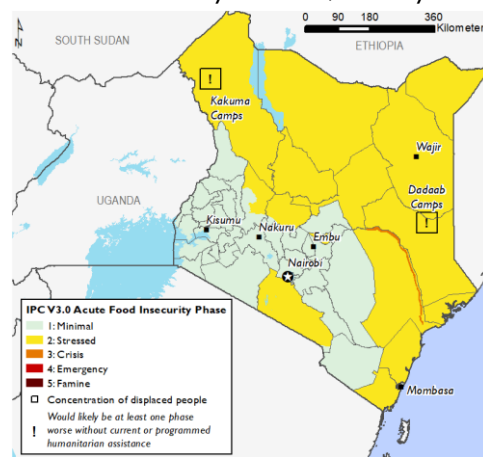 0 90 180 360
Kilometer
SOUTH SUDAN
ETHIOPIA
!
Kakuma
Camps
Wajir
Dadaab
Camps
!
UGANDA
Kisumu
Nakuru
Embu
Nairobi
Mombasa
IPC V3.0 Acute Food Insecurity Phase
1: Minimal
2: Stressed
3: Crisis
4: Emergency
5: Famine
Concentration of displaced people
Would likely be at least one phase
! worse without current or programmed
humanitarian assistance